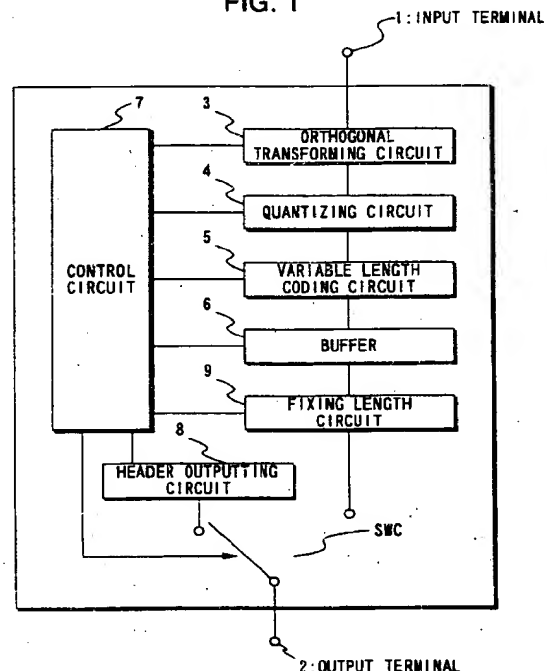 FIG. 1
1:INPUT TERMINAL
7
3
ORTHOGONAL
TRANSFORMING CIRCUIT
4
QUANTIZING CIRCUIT
5
VARIABLE LENGTH
CODING CIRCUIT
CONTROL
CIRCUIT
6
BUFFER
9
FIXING LENGTH
CIRCUIT
8
HEADER OUTPUTTING
CIRCUIT
SWC
2:OUTPUT TERMINAL